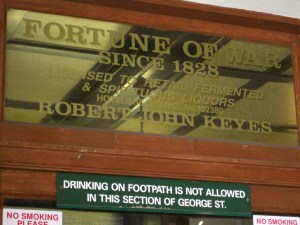 FORTUNE OF WAR
SINCE 1828
LICENSED TO RETAIL FERMENTED
& SPIRITUOUS LIQUORS
ROBERT JOHN KEYES
DRINKING ON FOOTPATH IS NOT ALLOWED
IN THIS SECTION OF GEORGE ST.
NO SMOKING
PLEASE
NO SMOKING